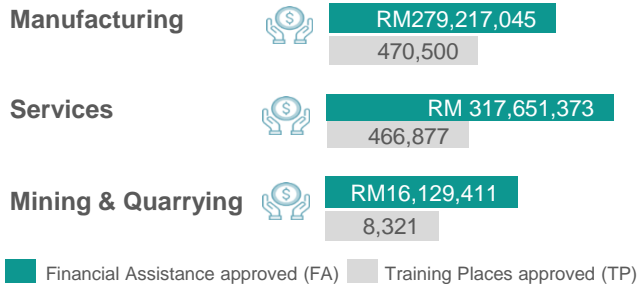 Manufacturing
$
RM279,217,045
470,500
Services
$
RM 317,651,373
466,877
Mining & Quarrying
$
RM16,129,411
8,321
Financial Assistance approved (FA)
Training Places approved (TP)